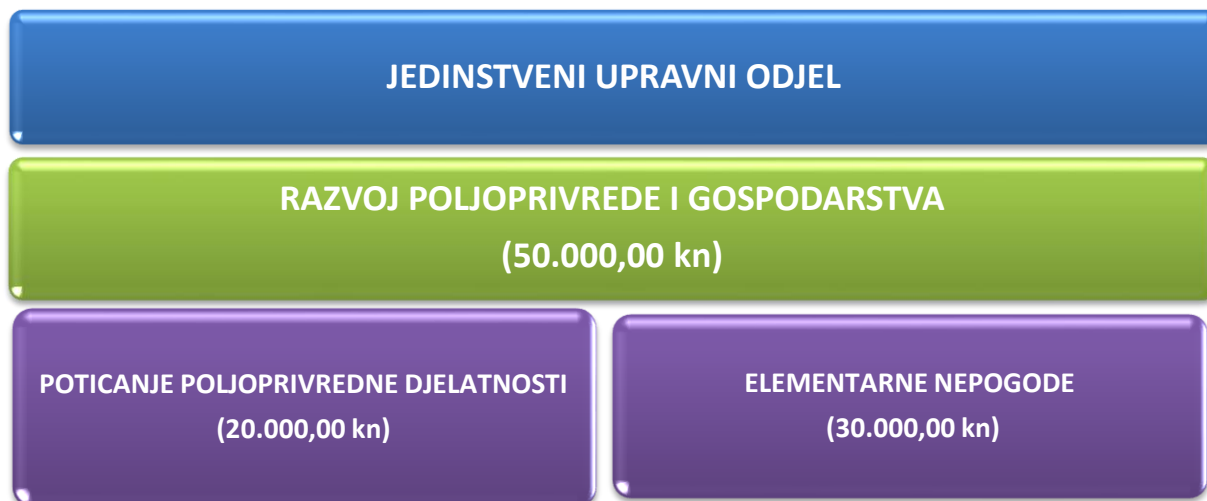 JEDINSTVENI UPRAVNI ODJEL
RAZVOJ POLJOPRIVREDE I GOSPODARSTVA
(50.000,00 kn)
POTICANJE POLJOPRIVREDNE DJELATNOSTI
(20.000,00 kn)
ELEMENTARNE NEPOGODE
(30.000,00 kn)